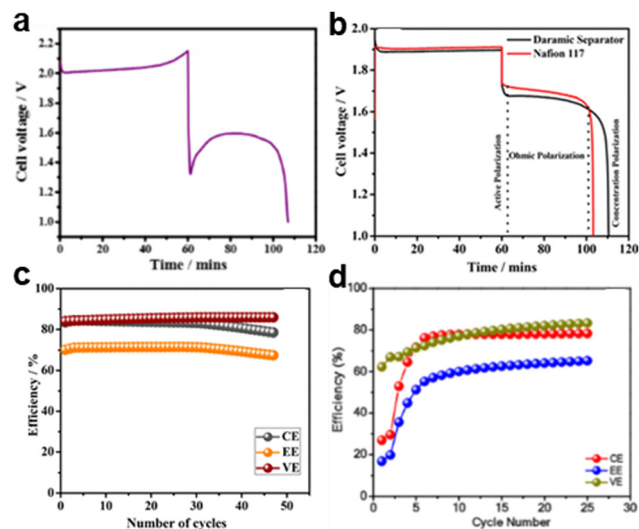 a
2.2
2.0
1.8
1.6
1.4
1.2
1.0
Cell voltage / V
0 20 40 60 80 100 120
Time / mins
b
2.0
1.8
1.6
1.4
1.2
1.0
Cell voltage / V
Daramic Separator
Nafion 117
Active Polarization
Ohmic Polarization
Concentration Polarization
0 20 40 60 80 100 120
Time / mins
c
100
80
60
40
20
0
Efficiency / %
CE
EE
VE
0 10 20 30 40 50
Number of cycles
d
100
80
60
40
20
0
Efficiency (%)
CE
EE
VE
0 5 10 15 20 25
Cycle Number